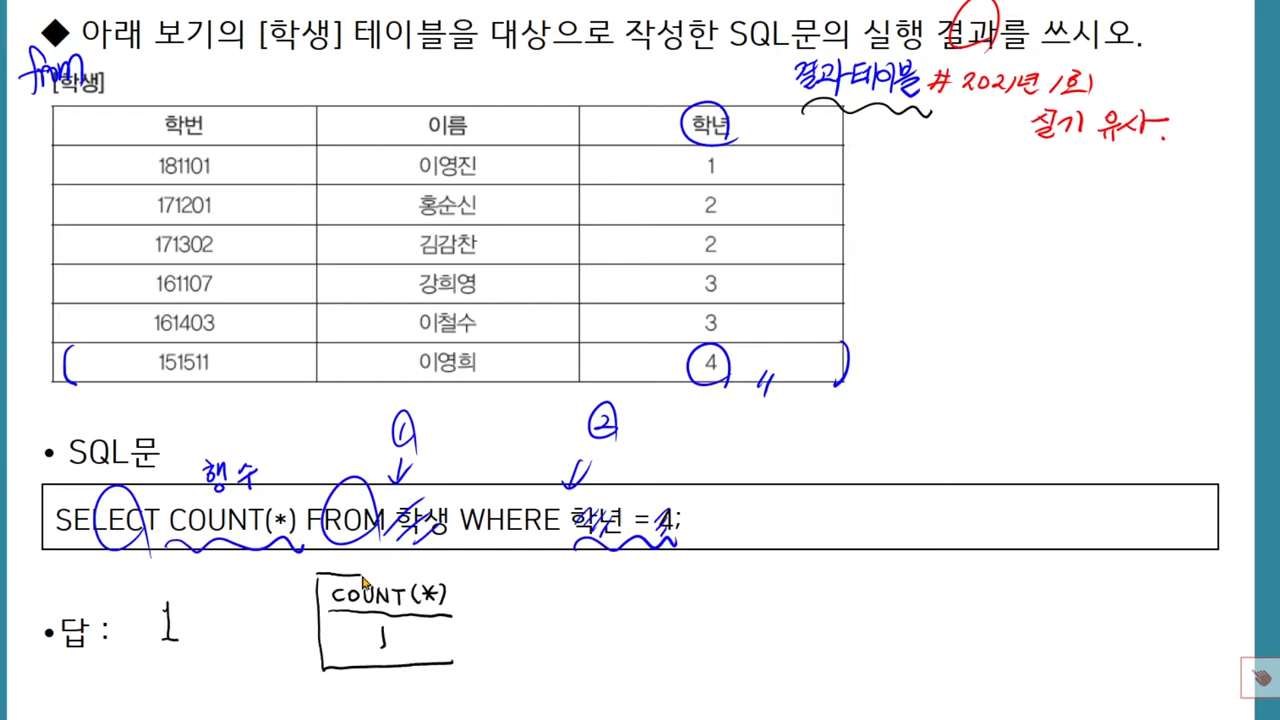 ◆ 아래 보기의 [학생] 테이블을 대상으로 작성한 SQL문의 실행 결과를 쓰시오.
from
[학생]
결과테이블 # 2021년 1회
실기 유사.
학번 이름 학년
181101 이영진 1
171201 홍순신 2
171302 김감찬 2
161107 강희영 3
161403 이철수 3
151511 이영희 4
① ②
• SQL문
행 수
SELECT COUNT(*) FROM 학생 WHERE 학년 = 4;
COUNT(*)
• 답 : 1
1